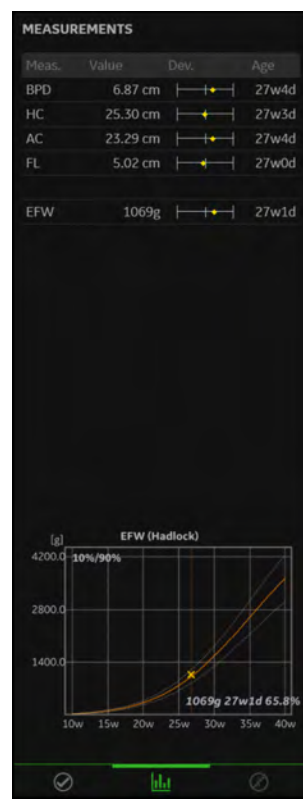 MEASUREMENTS
Meas. Value Dev. Age
BPD 6.87 cm 27w4d
HC 25.30 cm 27w3d
AC 23.29 cm 27w4d
FL 5.02 cm 27w0d
EFW 1069g 27w1d
[g] EFW (Hadlock)
4200.0 10%/90%
2800.0
1400.0
1069g 27w1d 65.8%
10w 15w 20w 25w 30w 35w 40w